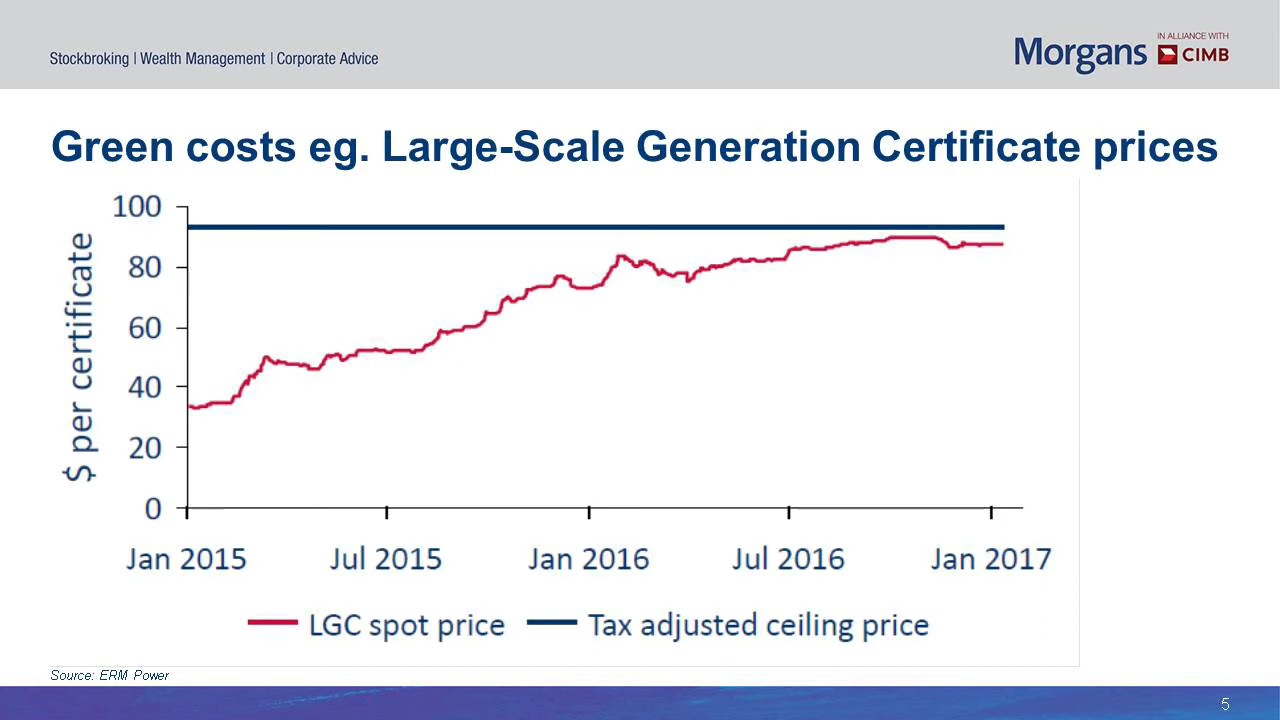 Stockbroking | Wealth Management | Corporate Advice
Morgans
IN ALLIANCE WITH
CIMB
Green costs eg. Large-Scale Generation Certificate prices
$ per certificate
100
80
60
40
20
0
Jan 2015 Jul 2015 Jan 2016 Jul 2016 Jan 2017
LGC spot price Tax adjusted ceiling price
Source: ERM Power
5